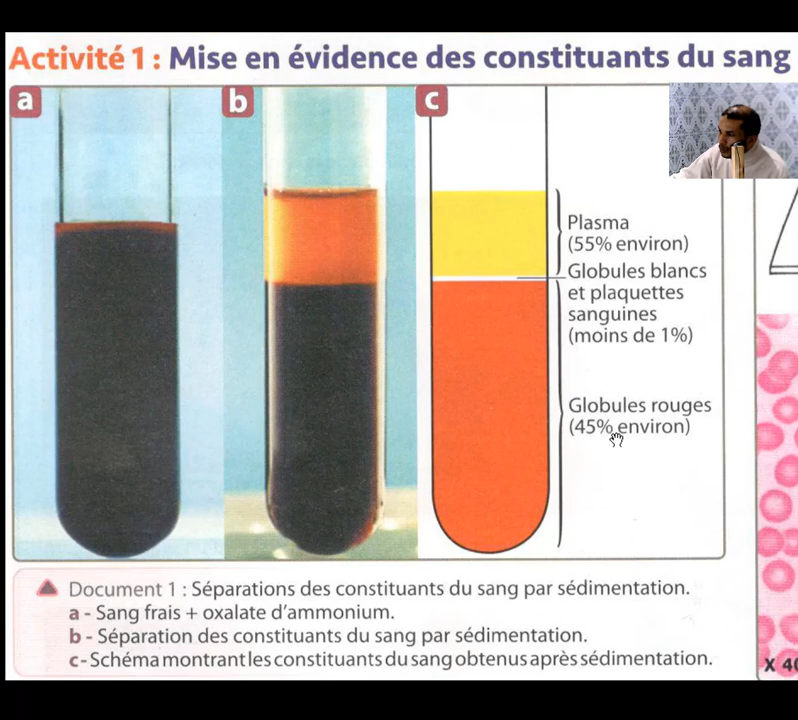 Activité 1 : Mise en évidence des constituants du sang
a
b
c
Plasma
(55% environ)
Globules blancs
et plaquettes
sanguines
(moins de 1%)
Globules rouges
(45% environ)
Document 1 : Séparations des constituants du sang par sédimentation.
a - Sang frais + oxalate d'ammonium.
b - Séparation des constituants du sang par sédimentation.
c - Schéma montrant les constituants du sang obtenus après sédimentation.